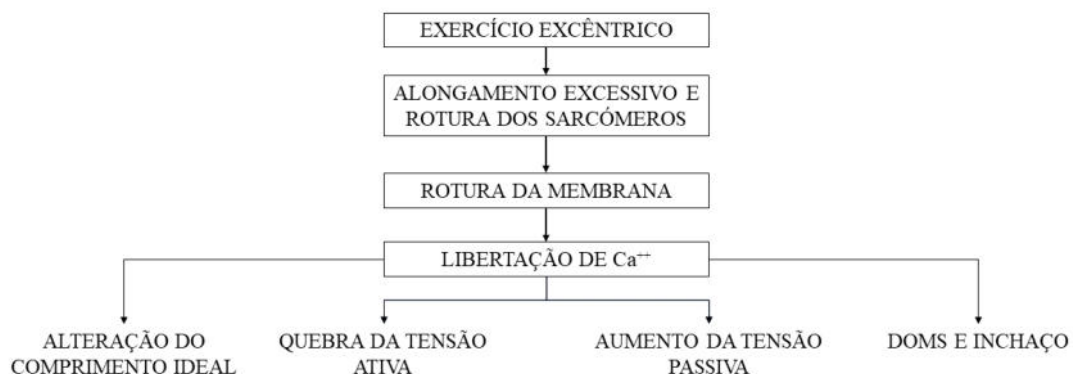 EXERCÍCIO EXCÊNTRICO
ALONGAMENTO EXCESSIVO E
ROTURA DOS SARCÓMEROS
ROTURA DA MEMBRANA
LIBERTAÇÃO DE Ca⁺⁺
ALTERAÇÃO DO
COMPRIMENTO IDEAL
QUEBRA DA TENSÃO
ATIVA
AUMENTO DA TENSÃO
PASSIVA
DOMS E INCHAÇO